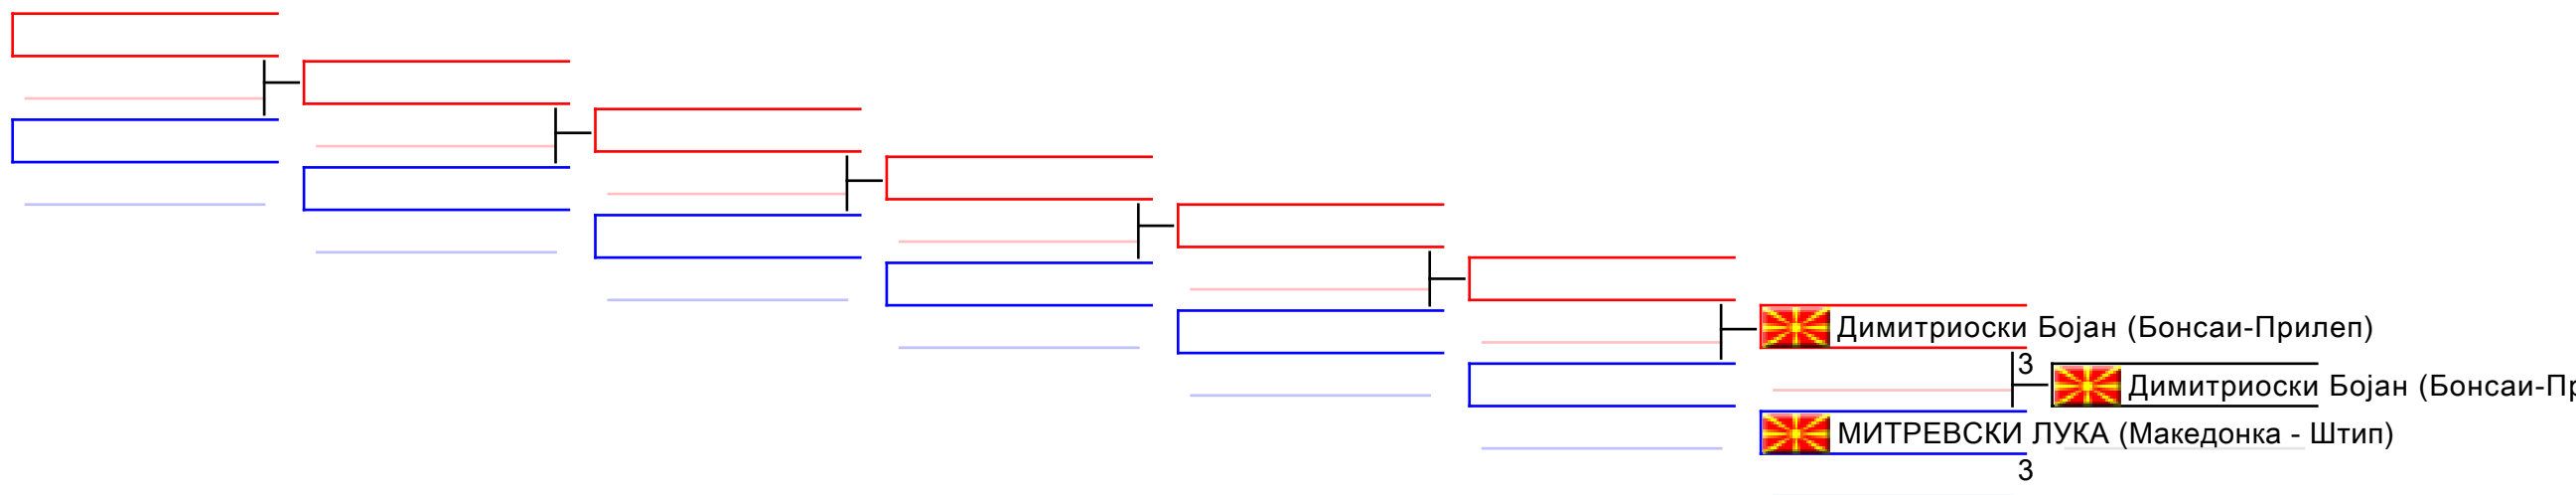 Димитриоски Бојан (Бонсаи-Прилеп)
3
Димитриоски Бојан (Бонсаи-Пр
МИТРЕВСКИ ЛУКА (Македонка - Штип)
3